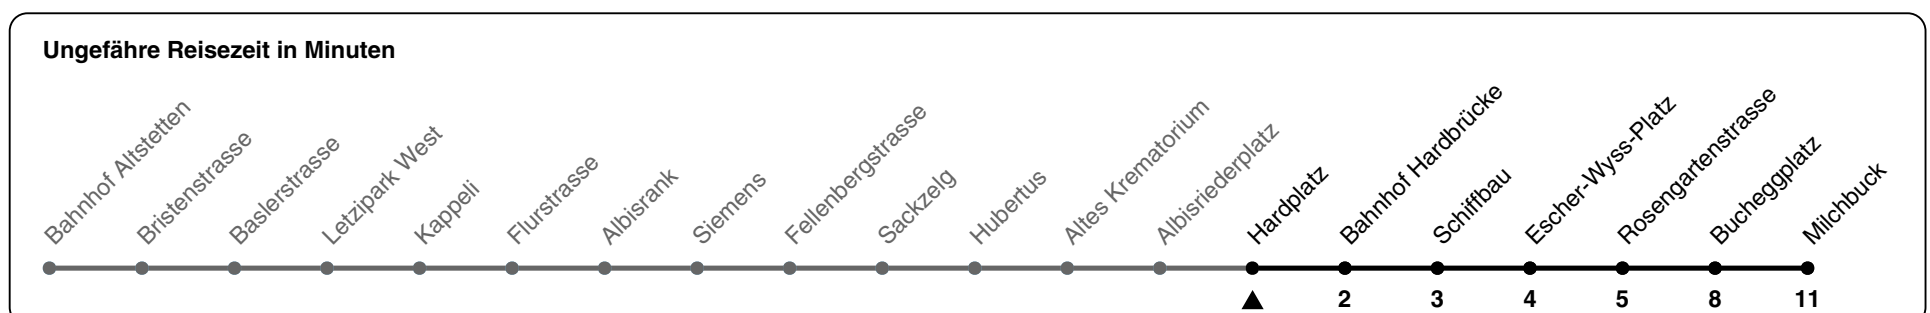 Ungefähre Reisezeit in Minuten
Bahnhof Altstetten
Bristenstrasse
Baslerstrasse
Letzipark West
Kappeli
Flurstrasse
Albisrank
Siemens
Fellenbergstrasse
Sackzelg
Hubertus
Altes Krematorium
Albisriederplatz
Hardplatz
Bahnhof Hardbrücke
Schiffbau
Escher-Wyss-Platz
Rosengartenstrasse
Bucheggplatz
Milchbuck
2 3 4 5 8 11